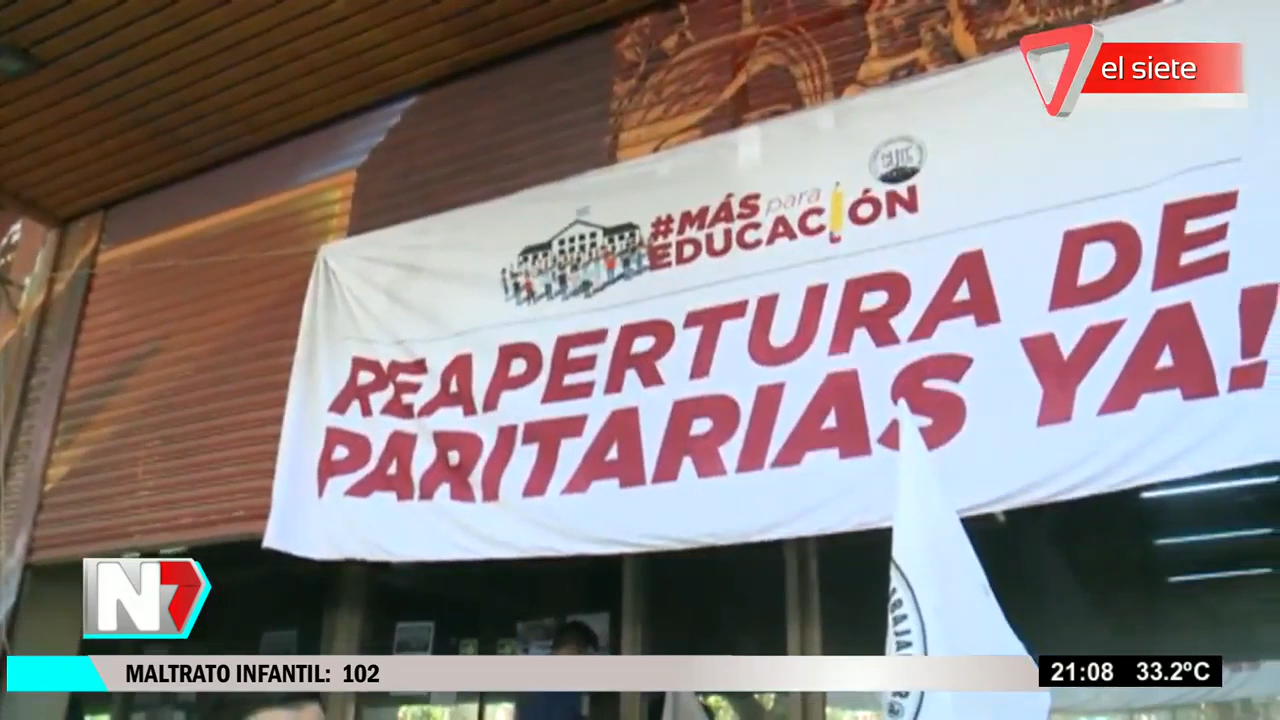 el siete
#MÁS para
EDUCACIÓN
REAPERTURA DE
PARITARIAS YA!
N7
MALTRATO INFANTIL: 102
21:08 33.2°C